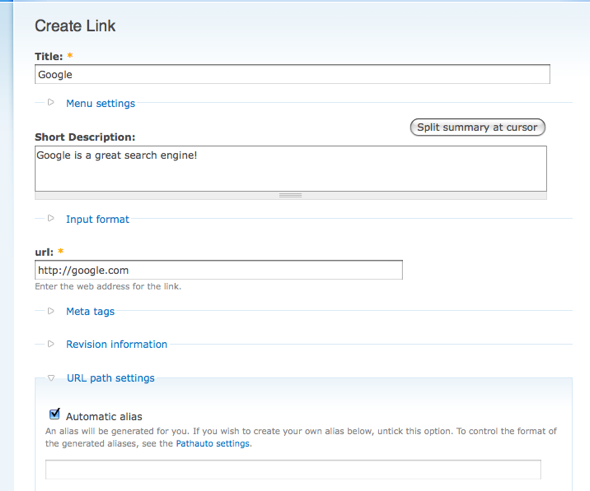 Create Link
Title: *
Google
Menu settings
Split summary at cursor
Short Description:
Google is a great search engine!
Input format
url: *
http://google.com
Enter the web address for the link.
Meta tags
Revision information
URL path settings
Automatic alias
An alias will be generated for you. If you wish to create your own alias below, untick this option. To control the format of
the generated aliases, see the Pathauto settings.